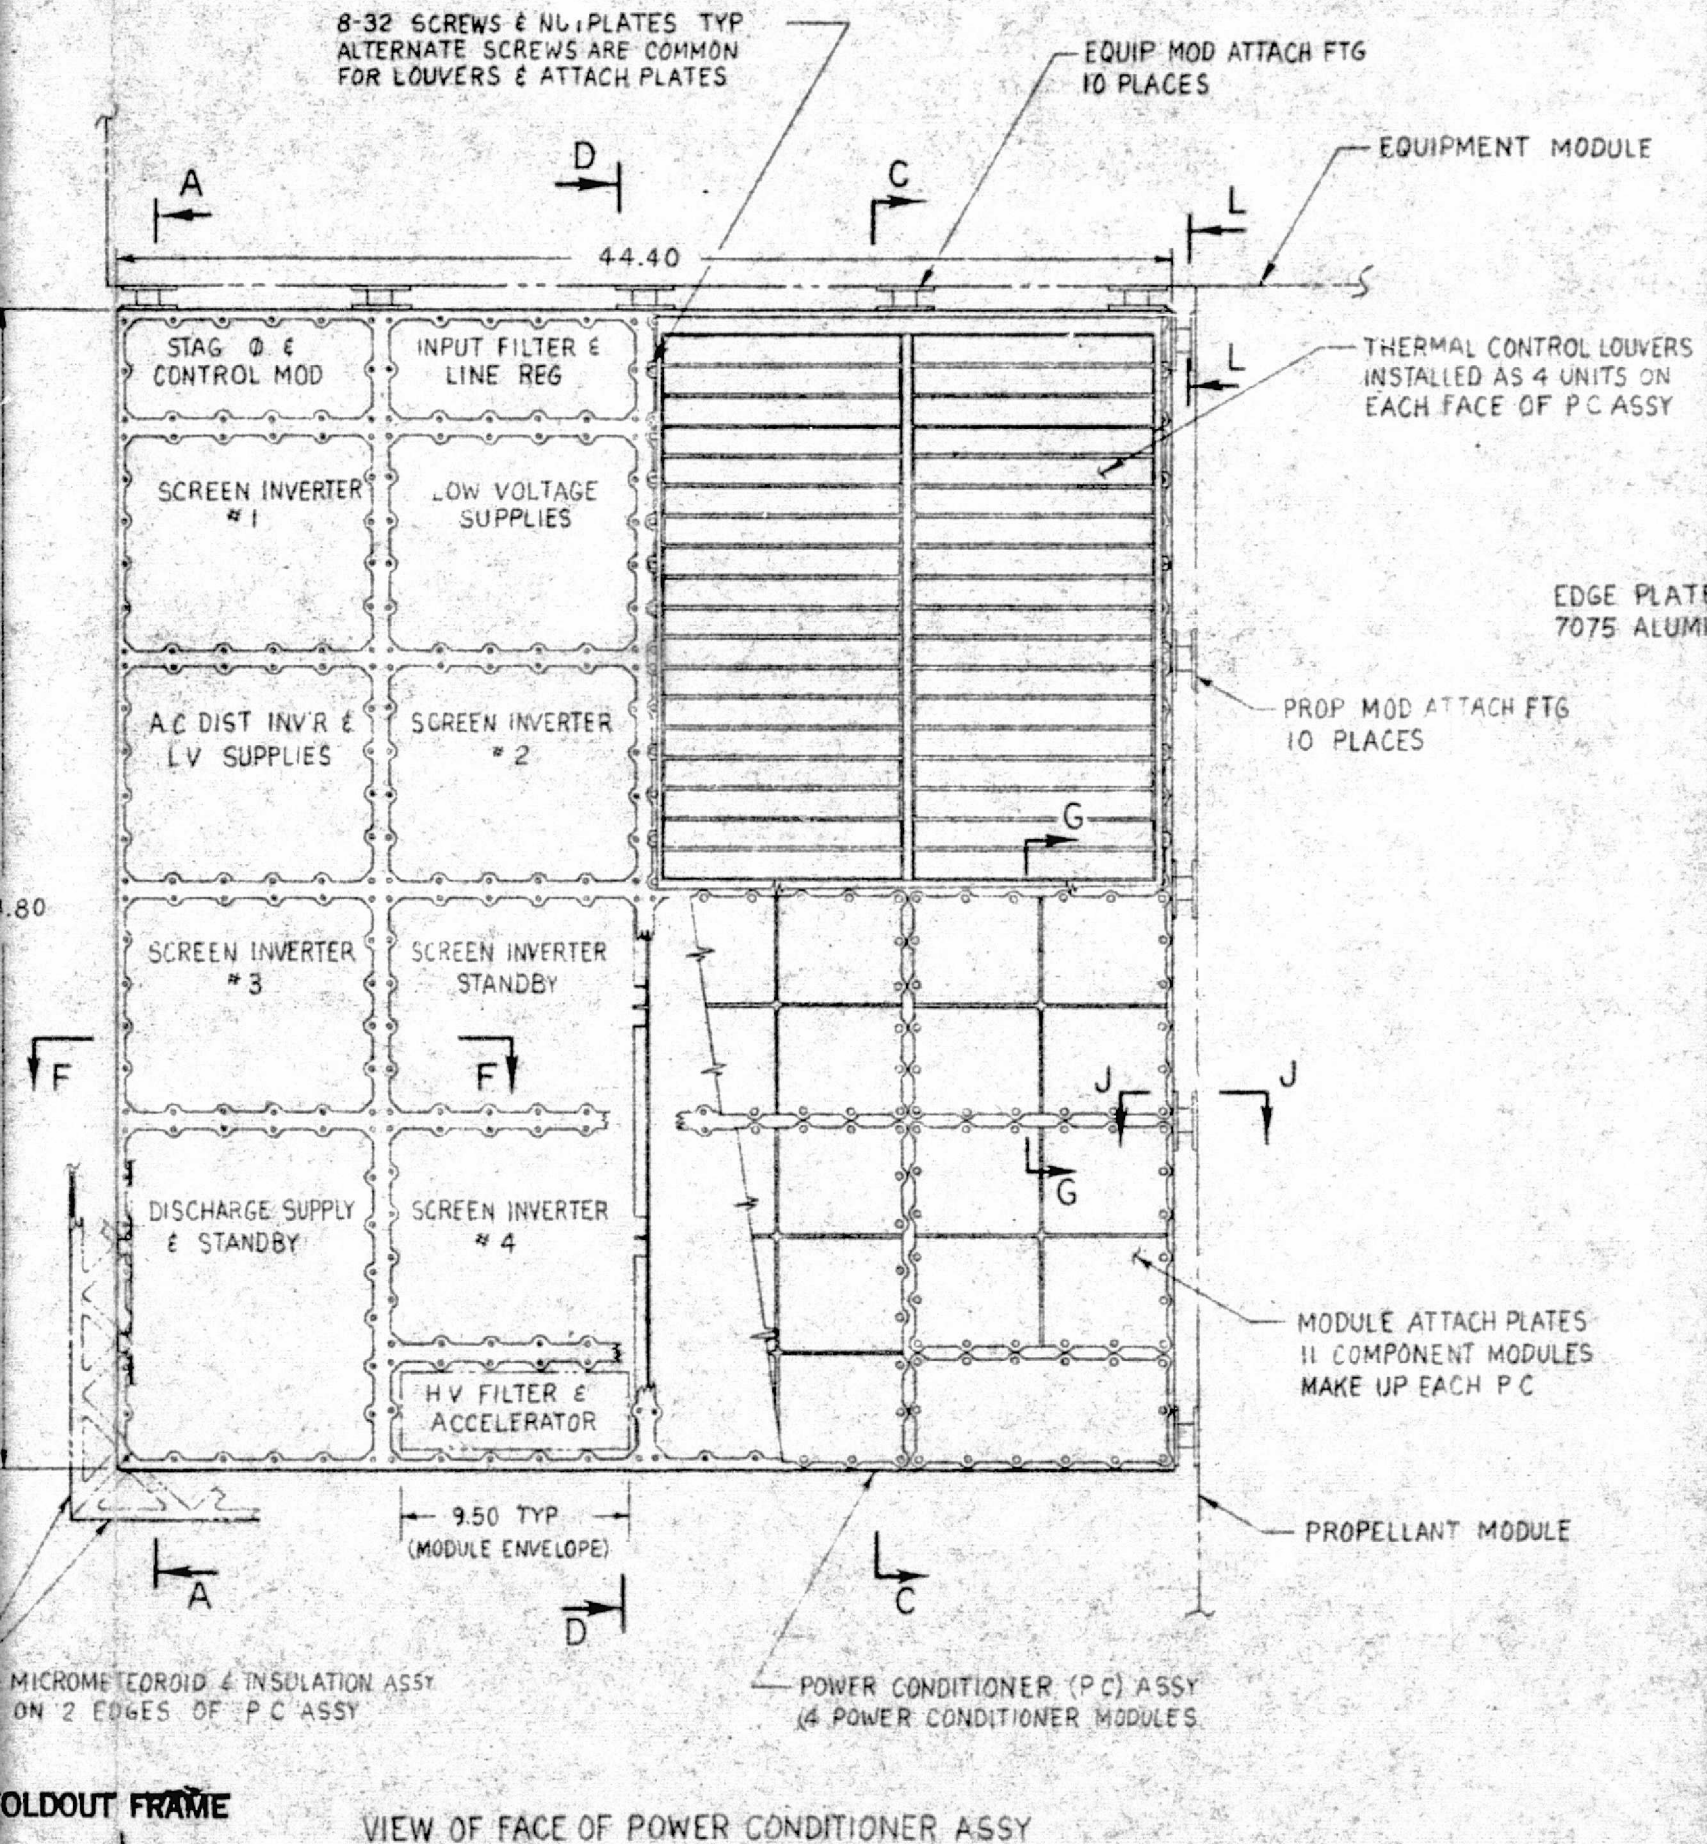 8-32 SCREWS & PLATES TYP
ALTERNATE SCREWS ARE COMMON
FOR LOUVERS & ATTACH PLATES
EQUIP MOD ATTACH FTG
10 PLACES
EQUIPMENT MODULE
A
D
C
L
44.40
THERMAL CONTROL LOUVERS
INSTALLED AS 4 UNITS ON
EACH FACE OF P C ASSY
L
STAG Φ &
CONTROL MOD
INPUT FILTER &
LINE REG
SCREEN INVERTER
#1
LOW VOLTAGE
SUPPLIES
EDGE PLATE
7075 ALUMI
A.C DIST INV'R &
LV SUPPLIES
SCREEN INVERTER
#2
PROP MOD ATTACH FTG
10 PLACES
G
.80
SCREEN INVERTER
#3
SCREEN INVERTER
STANDBY
F
F
J
J
G
DISCHARGE SUPPLY
& STANDBY
SCREEN INVERTER
#4
MODULE ATTACH PLATES
11 COMPONENT MODULES
MAKE UP EACH P C
HV FILTER &
ACCELERATOR
9.50 TYP
(MODULE ENVELOPE)
PROPELLANT MODULE
A
D
C
MICROMETEOROID & INSULATION ASSY
ON 2 EDGES OF P C ASSY
POWER CONDITIONER (P C) ASSY
(4 POWER CONDITIONER MODULES
OLDOUT FRAME
VIEW OF FACE OF POWER CONDITIONER ASSY